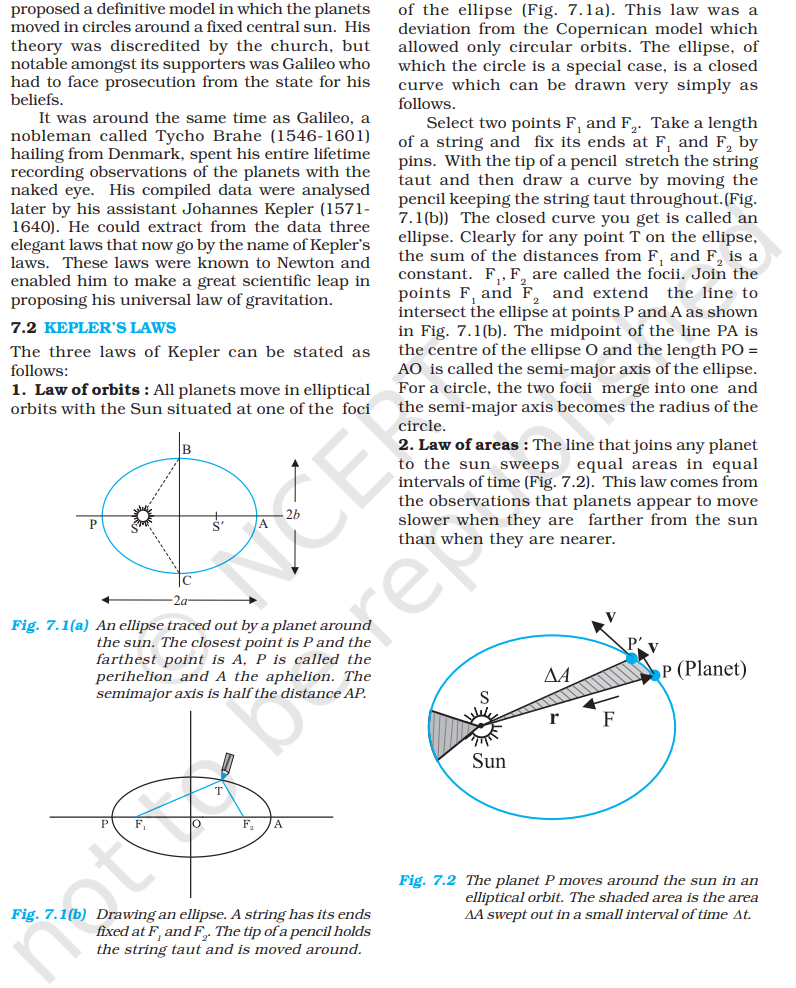 proposed a definitive model in which the planets
moved in circles around a fixed central sun. His
theory was discredited by the church, but
notable amongst its supporters was Galileo who
had to face prosecution from the state for his
beliefs.
It was around the same time as Galileo, a
nobleman called Tycho Brahe (1546-1601)
hailing from Denmark, spent his entire lifetime
recording observations of the planets with the
naked eye. His compiled data were analysed
later by his assistant Johannes Kepler (1571-
1640). He could extract from the data three
elegant laws that now go by the name of Kepler's
laws. These laws were known to Newton and
enabled him to make a great scientific leap in
proposing his universal law of gravitation.
7.2 KEPLER'S LAWS
The three laws of Kepler can be stated as
follows:
1. Law of orbits : All planets move in elliptical
orbits with the Sun situated at one of the foci
B
2b
P
S
S'
A
C
2a
Fig. 7.1(a) An ellipse traced out by a planet around
the sun. The closest point is P and the
farthest point is A, P is called the
perihelion and A the aphelion. The
semimajor axis is half the distance AP.
T
P
F₁
O
F₂
A
Fig. 7.1(b) Drawing an ellipse. A string has its ends
fixed at F₁ and F₂. The tip of a pencil holds
the string taut and is moved around.
of the ellipse (Fig. 7.1a). This law was a
deviation from the Copernican model which
allowed only circular orbits. The ellipse, of
which the circle is a special case, is a closed
curve which can be drawn very simply as
follows.
Select two points F₁ and F₂. Take a length
of a string and fix its ends at F₁ and F₂ by
pins. With the tip of a pencil stretch the string
taut and then draw a curve by moving the
pencil keeping the string taut throughout.(Fig.
7.1(b)) The closed curve you get is called an
ellipse. Clearly for any point T on the ellipse,
the sum of the distances from F₁ and F₂ is a
constant. F₁, F₂ are called the focii. Join the
points F₁ and F₂ and extend the line to
intersect the ellipse at points P and A as shown
in Fig. 7.1(b). The midpoint of the line PA is
the centre of the ellipse O and the length PO =
AO is called the semi-major axis of the ellipse.
For a circle, the two focii merge into one and
the semi-major axis becomes the radius of the
circle.
2. Law of areas : The line that joins any planet
to the sun sweeps equal areas in equal
intervals of time (Fig. 7.2). This law comes from
the observations that planets appear to move
slower when they are farther from the sun
than when they are nearer.
v
P′ v
P (Planet)
ΔA
S
r
F
Sun
Fig. 7.2 The planet P moves around the sun in an
elliptical orbit. The shaded area is the area
ΔA swept out in a small interval of time Δt.
© NCERT
not to be republished